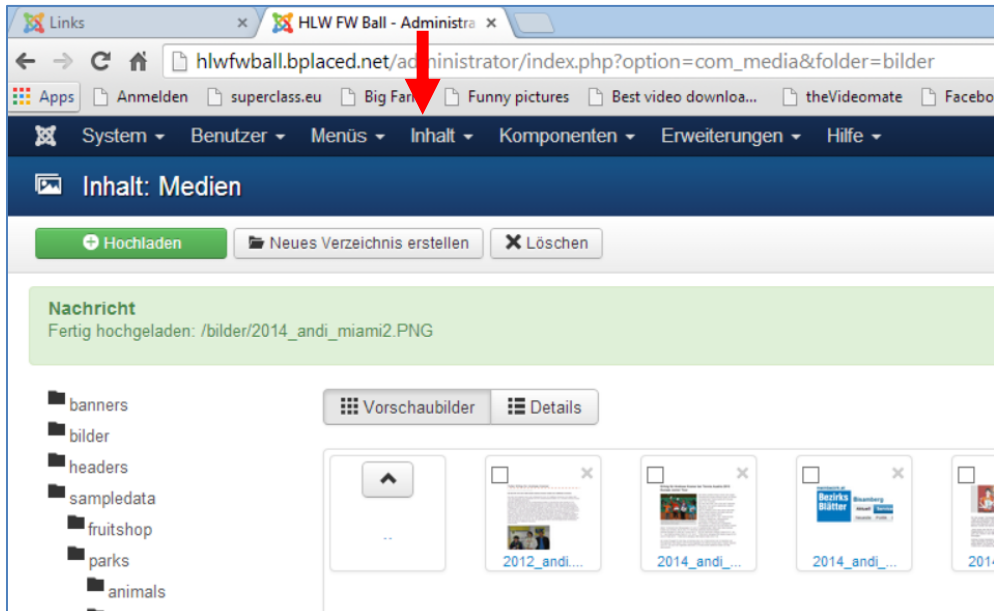 Links
HLW FW Ball - Administra
hlwfwball.bplaced.net/administrator/index.php?option=com_media&folder=bilder
Apps Anmelden superclass.eu Big Far Funny pictures Best video downloa... theVideomate Facebo
System Benutzer Menüs Inhalt Komponenten Erweiterungen Hilfe
Inhalt: Medien
Hochladen Neues Verzeichnis erstellen Löschen
Nachricht
Fertig hochgeladen: /bilder/2014_andi_miami2.PNG
banners
bilder
headers
sampledata
fruitshop
parks
animals
Vorschaubilder Details
..
Bezirks
Blätter
Bisamberg
2012_andi.... 2014_andi_... 2014_andi_... 2014